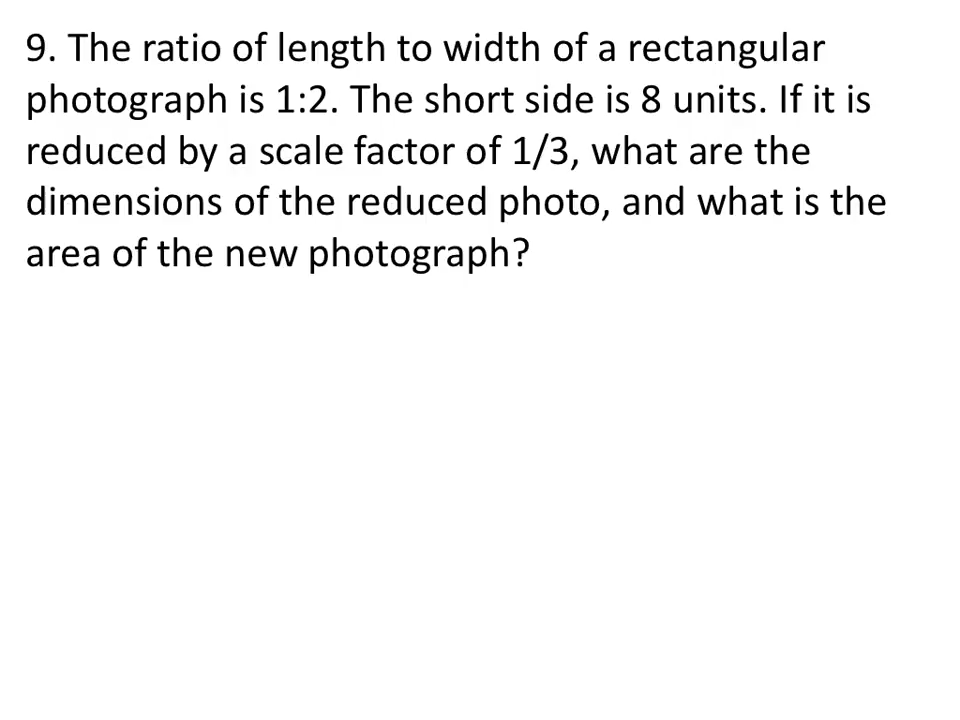 9. The ratio of length to width of a rectangular
photograph is 1:2. The short side is 8 units. If it is
reduced by a scale factor of 1/3, what are the
dimensions of the reduced photo, and what is the
area of the new photograph?